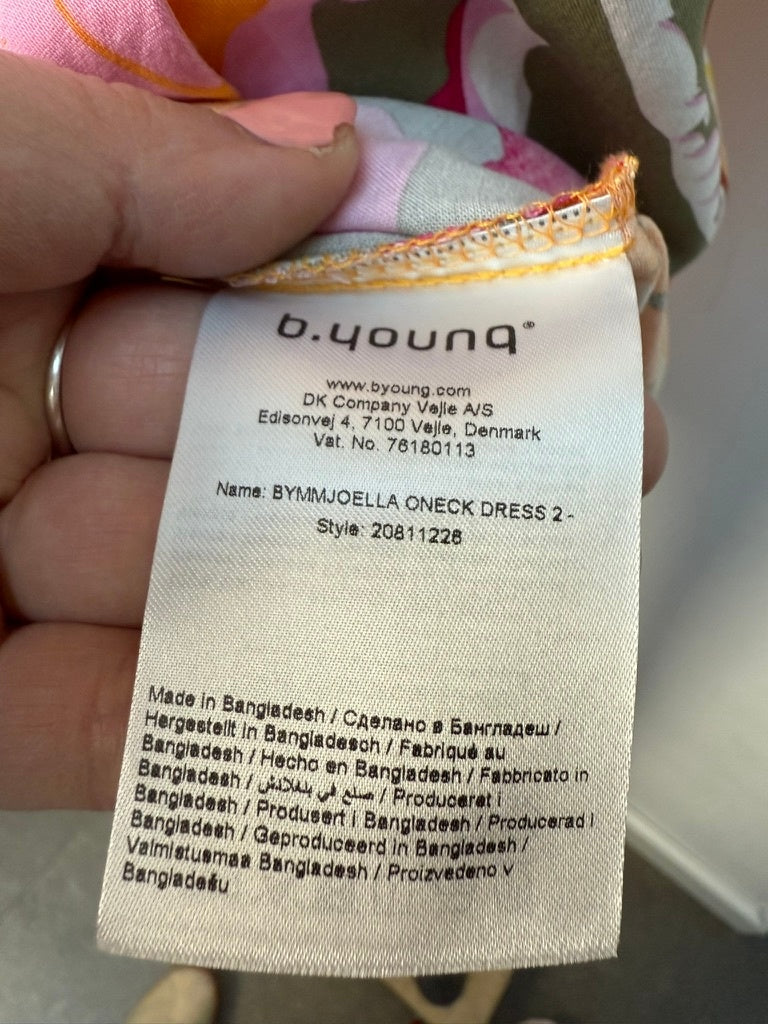 b.young®
www.byoung.com
DK Company Vejle A/S
Edisonvej 4, 7100 Vejle, Denmark
Vat. No. 76180113
Name: BYMMJOELLA ONECK DRESS 2 -
Style: 20811228
Made in Bangladesh / Сделано в Бангладеш /
Hergestellt in Bangladesch / Fabriqué au
Bangladesh / Hecho en Bangladesh / Fabbricato in
Bangladesh / صنع في بنغلادش / Produceret i
Bangladesh / Produsert i Bangladesh / Producerad i
Bangladesh / Geproduceerd in Bangladesh /
Valmistusmaa Bangladesh / Proizvedeno v
Bangladešu